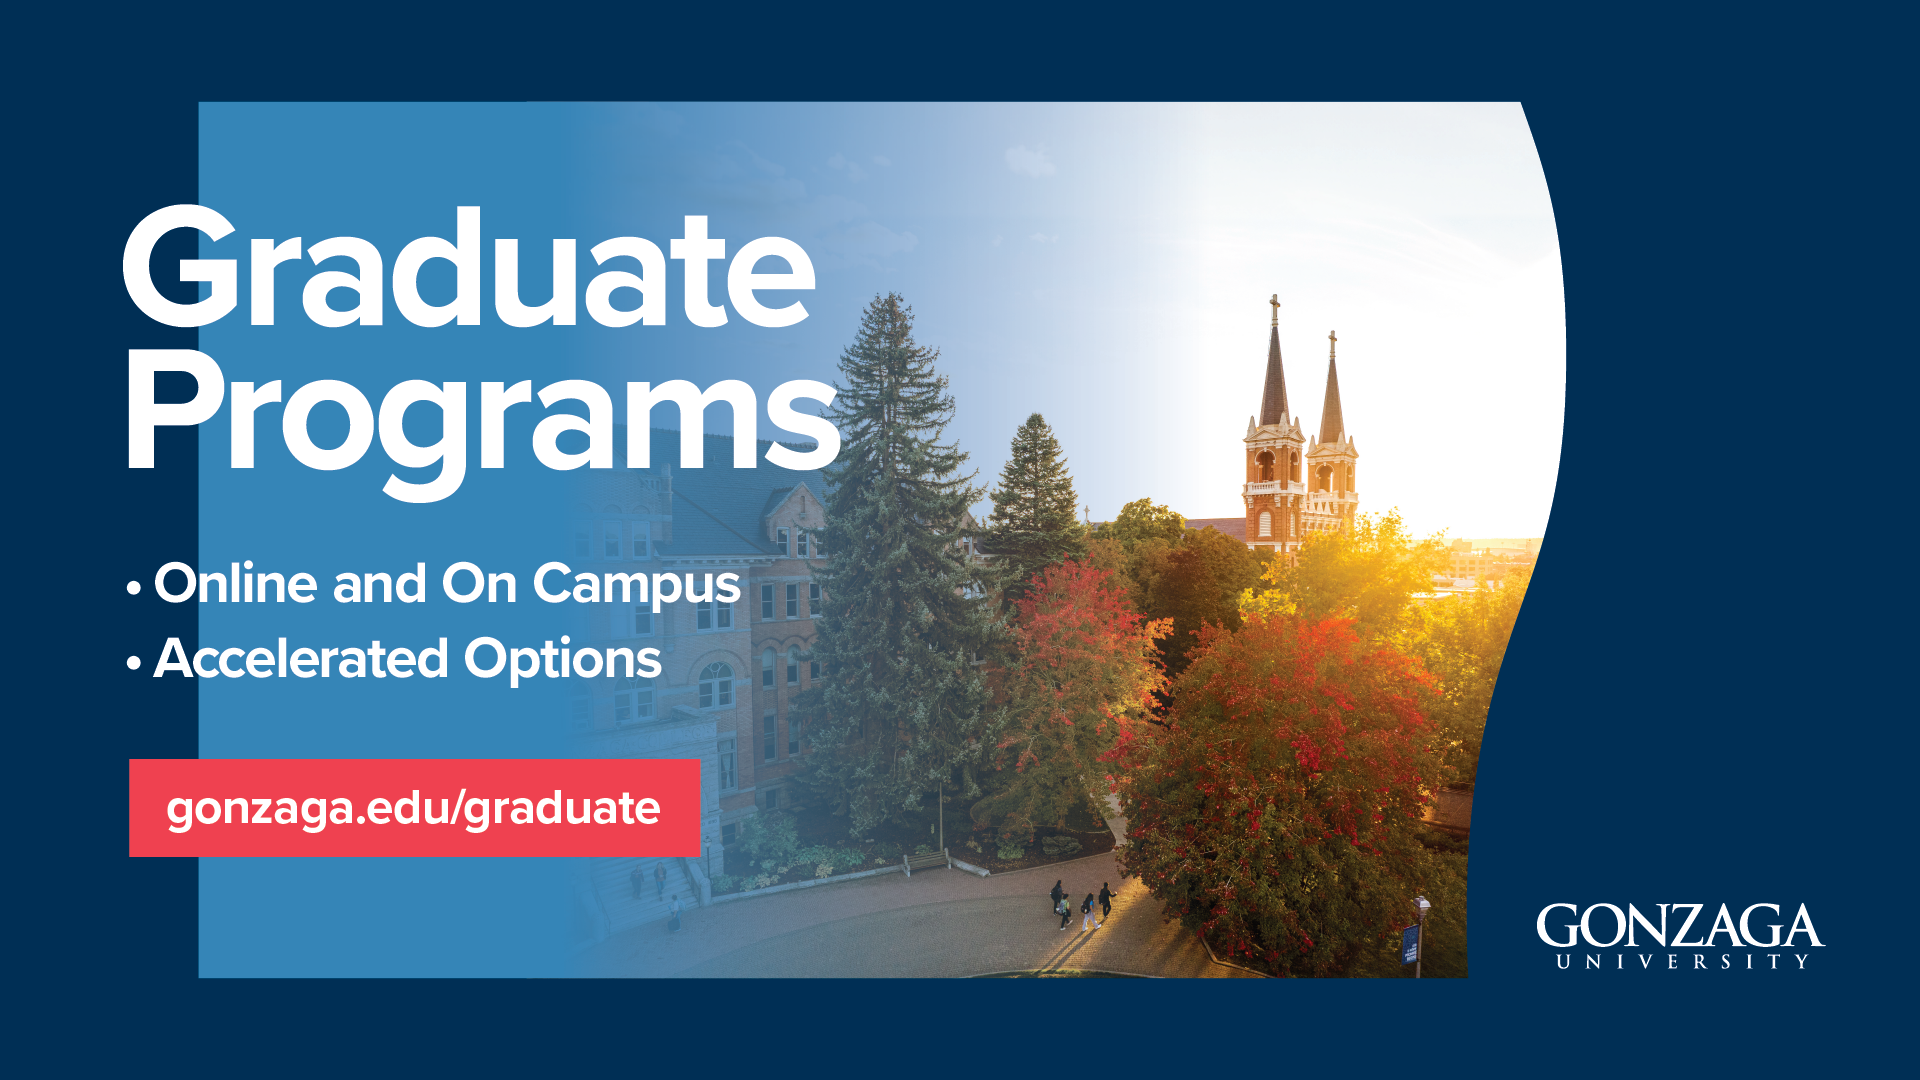 Graduate
Programs
• Online and On Campus
• Accelerated Options
gonzaga.edu/graduate
GONZAGA
UNIVERSITY